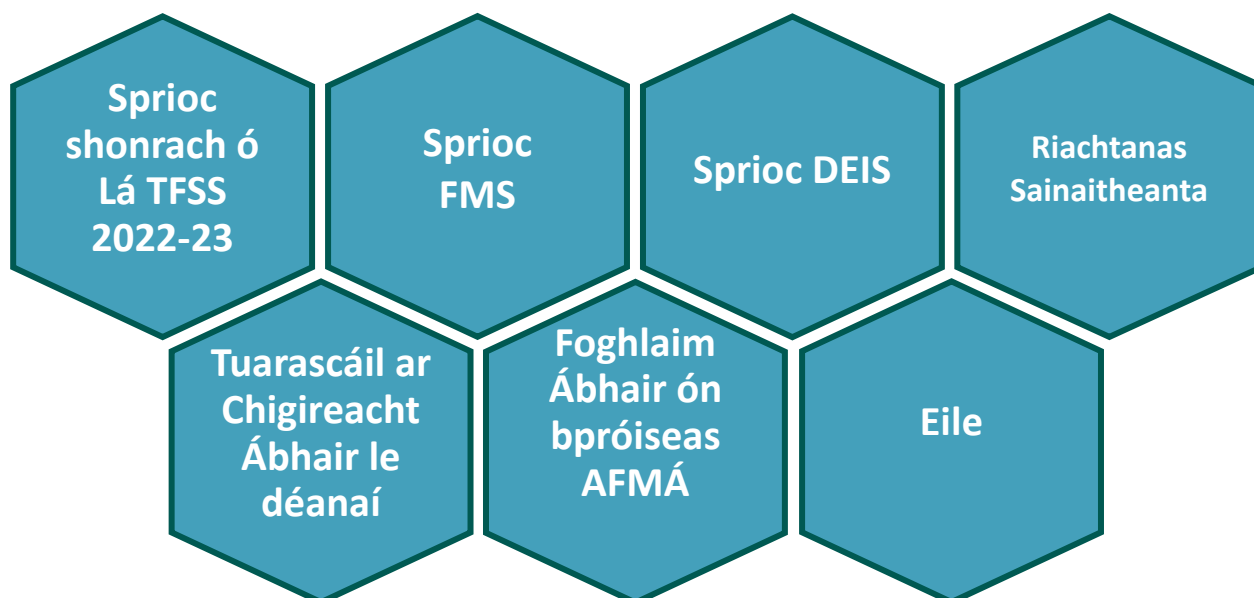 Sprioc
shonrach ó
Lá TFSS
2022-23
Sprioc
FMS
Sprioc DEIS
Riachtanas
Sainaitheanta
Tuarascáil ar
Chigireacht
Ábhair le
déanaí
Foghlaim
Ábhair ón
bpróiseas
AFMÁ
Eile